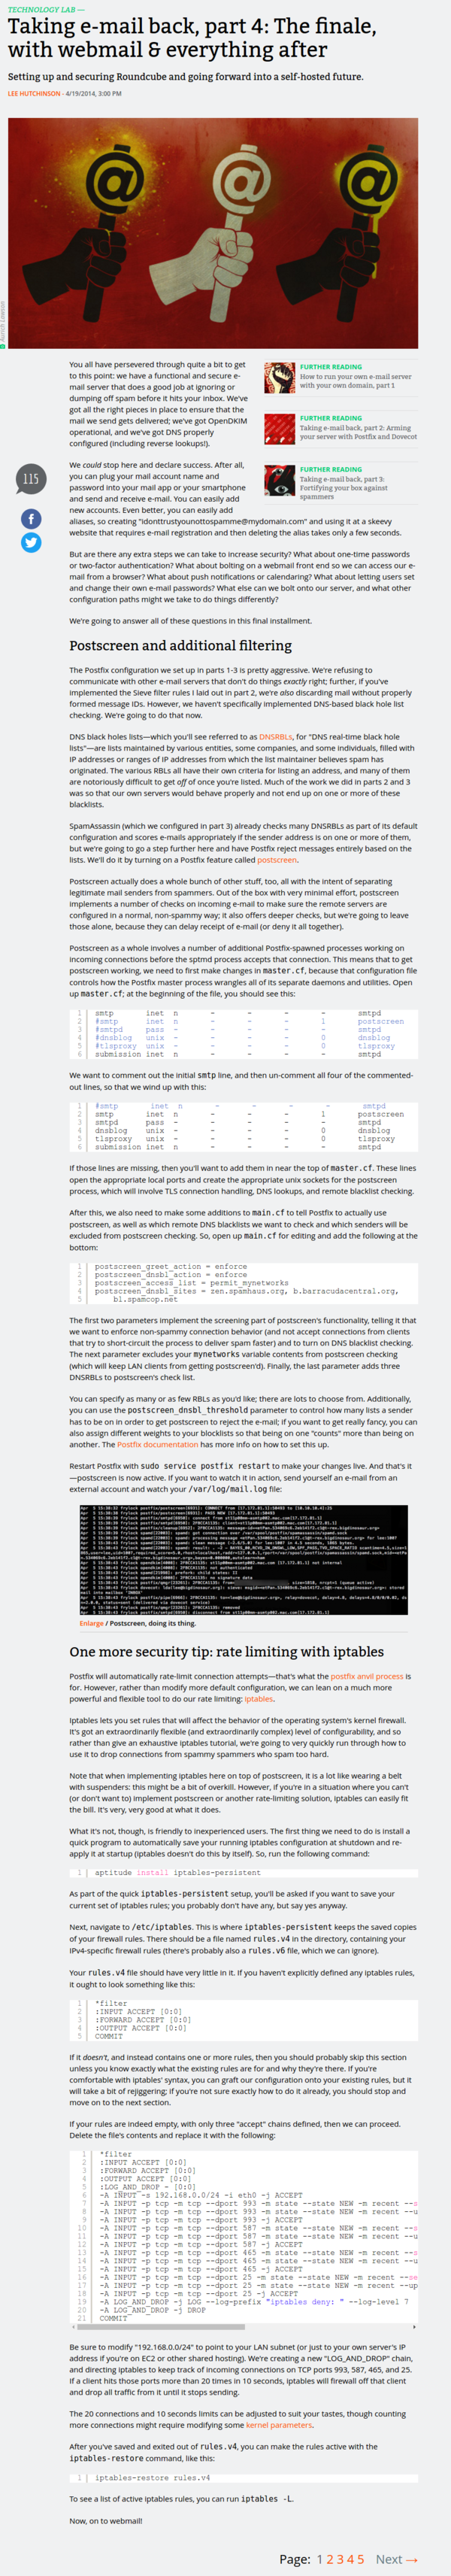 TECHNOLOGY LAB —
Taking e-mail back, part 4: The finale,
with webmail & everything after
Setting up and securing Roundcube and going forward into a self-hosted future.
LEE HUTCHINSON - 4/19/2014, 3:00 PM
Aurich Lawson
You all have persevered through quite a bit to get
to this point: we have a functional and secure e-
mail server that does a good job at ignoring or
dumping off spam before it hits your inbox. We've
got all the right pieces in place to ensure that the
mail we send gets delivered; we've got OpenDKIM
operational, and we've got DNS properly
configured (including reverse lookups!).
FURTHER READING
How to run your own e-mail server
with your own domain, part 1
FURTHER READING
Taking e-mail back, part 2: Arming
your server with Postfix and Dovecot
FURTHER READING
Taking e-mail back, part 3:
Fortifying your box against
spammers
115
We could stop here and declare success. After all,
you can plug your mail account name and
password into your mail app or your smartphone
and send and receive e-mail. You can easily add
new accounts. Even better, you can easily add
aliases, so creating "idonttrustyounottospamme@mydomain.com" and using it at a skeevy
website that requires e-mail registration and then deleting the alias takes only a few seconds.
But are there any extra steps we can take to increase security? What about one-time passwords
or two-factor authentication? What about bolting on a webmail front end so we can access our e-
mail from a browser? What about push notifications or calendaring? What about letting users set
and change their own e-mail passwords? What else can we bolt onto our server, and what other
configuration paths might we take to do things differently?
We're going to answer all of these questions in this final installment.
Postscreen and additional filtering
The Postfix configuration we set up in parts 1-3 is pretty aggressive. We're refusing to
communicate with other e-mail servers that don't do things exactly right; further, if you've
implemented the Sieve filter rules I laid out in part 2, we're also discarding mail without properly
formed message IDs. However, we haven't specifically implemented DNS-based black hole list
checking. We're going to do that now.
DNS black holes lists—which you'll see referred to as DNSRBLs, for "DNS real-time black hole
lists"—are lists maintained by various entities, some companies, and some individuals, filled with
IP addresses or ranges of IP addresses from which the list maintainer believes spam has
originated. The various RBLs all have their own criteria for listing an address, and many of them
are notoriously difficult to get off of once you're listed. Much of the work we did in parts 2 and 3
was so that our own servers would behave properly and not end up on one or more of these
blacklists.
SpamAssassin (which we configured in part 3) already checks many DNSRBLs as part of its default
configuration and scores e-mails appropriately if the sender address is on one or more of them,
but we're going to go a step further here and have Postfix reject messages entirely based on the
lists. We'll do it by turning on a Postfix feature called postscreen.
Postscreen actually does a whole bunch of other stuff, too, all with the intent of separating
legitimate mail senders from spammers. Out of the box with very minimal effort, postscreen
implements a number of checks on incoming e-mail to make sure the remote servers are
configured in a normal, non-spammy way; it also offers deeper checks, but we're going to leave
those alone, because they can delay receipt of e-mail (or deny it all together).
Postscreen as a whole involves a number of additional Postfix-spawned processes working on
incoming connections before the sptmd process accepts that connection. This means that to get
postscreen working, we need to first make changes in master.cf, because that configuration file
controls how the Postfix master process wrangles all of its separate daemons and utilities. Open
up master.cf; at the beginning of the file, you should see this:
1 smtp inet n - - - - smtpd
2 #smtp inet n - - - 1 postscreen
3 #smtpd pass - - - - - smtpd
4 #dnsblog unix - - - - 0 dnsblog
5 #tlsproxy unix - - - - 0 tlsproxy
6 submission inet n - - - - smtpd
We want to comment out the initial smtp line, and then un-comment all four of the commented-
out lines, so that we wind up with this:
1 #smtp inet n - - - - smtpd
2 smtp inet n - - - 1 postscreen
3 smtpd pass - - - - - smtpd
4 dnsblog unix - - - - 0 dnsblog
5 tlsproxy unix - - - - 0 tlsproxy
6 submission inet n - - - - smtpd
If those lines are missing, then you'll want to add them in near the top of master.cf. These lines
open the appropriate local ports and create the appropriate unix sockets for the postscreen
process, which will involve TLS connection handling, DNS lookups, and remote blacklist checking.
After this, we also need to make some additions to main.cf to tell Postfix to actually use
postscreen, as well as which remote DNS blacklists we want to check and which senders will be
excluded from postscreen checking. So, open up main.cf for editing and add the following at the
bottom:
1 postscreen_greet_action = enforce
2 postscreen_dnsbl_action = enforce
3 postscreen_access_list = permit_mynetworks
4 postscreen_dnsbl_sites = zen.spamhaus.org, b.barracudacentral.org,
5 bl.spamcop.net
The first two parameters implement the screening part of postscreen's functionality, telling it that
we want to enforce non-spammy connection behavior (and not accept connections from clients
that try to short-circuit the process to deliver spam faster) and to turn on DNS blacklist checking.
The next parameter excludes your mynetworks variable contents from postscreen checking
(which will keep LAN clients from getting postscreen'd). Finally, the last parameter adds three
DNSRBLs to postscreen's check list.
You can specify as many or as few RBLs as you'd like; there are lots to choose from. Additionally,
you can use the postscreen_dnsbl_threshold parameter to control how many lists a sender
has to be on in order to get postscreen to reject the e-mail; if you want to get really fancy, you can
also assign different weights to your blocklists so that being on one "counts" more than being on
another. The Postfix documentation has more info on how to set this up.
Restart Postfix with sudo service postfix restart to make your changes live. And that's it
—postscreen is now active. If you want to watch it in action, send yourself an e-mail from an
external account and watch your /var/log/mail.log file:
Enlarge / Postscreen, doing its thing.
One more security tip: rate limiting with iptables
Postfix will automatically rate-limit connection attempts—that's what the postfix anvil process is
for. However, rather than modify more default configuration, we can lean on a much more
powerful and flexible tool to do our rate limiting: iptables.
Iptables lets you set rules that will affect the behavior of the operating system's kernel firewall.
It's got an extraordinarily flexible (and extraordinarily complex) level of configurability, and so
rather than give an exhaustive iptables tutorial, we're going to very quickly run through how to
use it to drop connections from spammy spammers who spam too hard.
Note that when implementing iptables here on top of postscreen, it is a lot like wearing a belt
with suspenders: this might be a bit of overkill. However, if you're in a situation where you can't
(or don't want to) implement postscreen or another rate-limiting solution, iptables can easily fit
the bill. It's very, very good at what it does.
What it's not, though, is friendly to inexperienced users. The first thing we need to do is install a
quick program to automatically save your running iptables configuration at shutdown and re-
apply it at startup (iptables doesn't do this by itself). So, run the following command:
1 aptitude install iptables-persistent
As part of the quick iptables-persistent setup, you'll be asked if you want to save your
current set of iptables rules; you probably don't have any, but say yes anyway.
Next, navigate to /etc/iptables. This is where iptables-persistent keeps the saved copies
of your firewall rules. There should be a file named rules.v4 in the directory, containing your
IPv4-specific firewall rules (there's probably also a rules.v6 file, which we can ignore).
Your rules.v4 file should have very little in it. If you haven't explicitly defined any iptables rules,
it ought to look something like this:
1 *filter
2 :INPUT ACCEPT [0:0]
3 :FORWARD ACCEPT [0:0]
4 :OUTPUT ACCEPT [0:0]
5 COMMIT
If it doesn't, and instead contains one or more rules, then you should probably skip this section
unless you know exactly what the existing rules are for and why they're there. If you're
comfortable with iptables' syntax, you can graft our configuration onto your existing rules, but it
will take a bit of rejiggering; if you're not sure exactly how to do it already, you should stop and
move on to the next section.
If your rules are indeed empty, with only three "accept" chains defined, then we can proceed.
Delete the file's contents and replace it with the following:
1 *filter
2 :INPUT ACCEPT [0:0]
3 :FORWARD ACCEPT [0:0]
4 :OUTPUT ACCEPT [0:0]
5 :LOG_AND_DROP - [0:0]
6 -A INPUT -s 192.168.0.0/24 -i eth0 -j ACCEPT
7 -A INPUT -p tcp -m tcp --dport 993 -m state --state NEW -m recent --s
8 -A INPUT -p tcp -m tcp --dport 993 -m state --state NEW -m recent --u
9 -A INPUT -p tcp -m tcp --dport 993 -j ACCEPT
10 -A INPUT -p tcp -m tcp --dport 587 -m state --state NEW -m recent --s
11 -A INPUT -p tcp -m tcp --dport 587 -m state --state NEW -m recent --u
12 -A INPUT -p tcp -m tcp --dport 587 -j ACCEPT
13 -A INPUT -p tcp -m tcp --dport 465 -m state --state NEW -m recent --s
14 -A INPUT -p tcp -m tcp --dport 465 -m state --state NEW -m recent --u
15 -A INPUT -p tcp -m tcp --dport 465 -j ACCEPT
16 -A INPUT -p tcp -m tcp --dport 25 -m state --state NEW -m recent --se
17 -A INPUT -p tcp -m tcp --dport 25 -m state --state NEW -m recent --up
18 -A INPUT -p tcp -m tcp --dport 25 -j ACCEPT
19 -A LOG_AND_DROP -j LOG --log-prefix "iptables deny: " --log-level 7
20 -A LOG_AND_DROP -j DROP
21 COMMIT
Be sure to modify "192.168.0.0/24" to point to your LAN subnet (or just to your own server's IP
address if you're on EC2 or other shared hosting). We're creating a new "LOG_AND_DROP" chain,
and directing iptables to keep track of incoming connections on TCP ports 993, 587, 465, and 25.
If a client hits those ports more than 20 times in 10 seconds, iptables will firewall off that client
and drop all traffic from it until it stops sending.
The 20 connections and 10 seconds limits can be adjusted to suit your tastes, though counting
more connections might require modifying some kernel parameters.
After you've saved and exited out of rules.v4, you can make the rules active with the
iptables-restore command, like this:
1 iptables-restore rules.v4
To see a list of active iptables rules, you can run iptables -L.
Now, on to webmail!
Page: 1 2 3 4 5 Next →